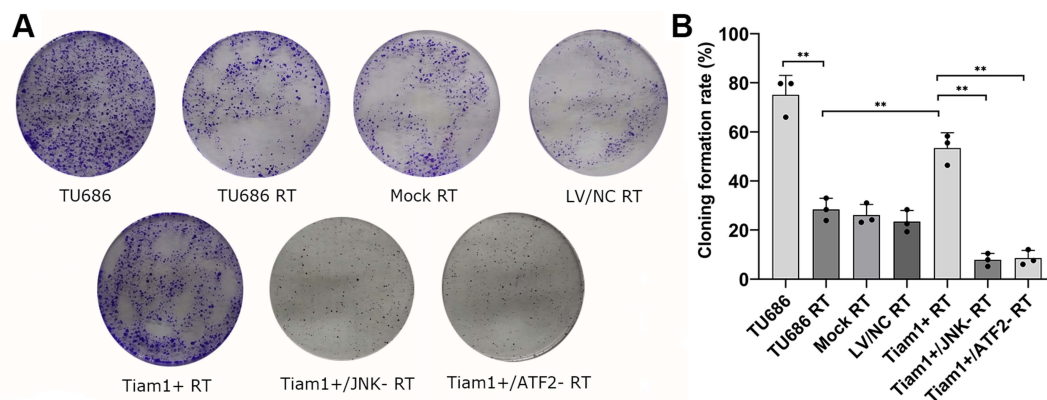 A
TU686
TU686 RT
Mock RT
LV/NC RT
Tiam1+ RT
Tiam1+/JNK- RT
Tiam1+/ATF2- RT
B
Cloning formation rate (%)
100
80
60
40
20
0
**
**
**
**
TU686
TU686 RT
Mock RT
LV/NC RT
Tiam1+ RT
Tiam1+/JNK- RT
Tiam1+/ATF2- RT